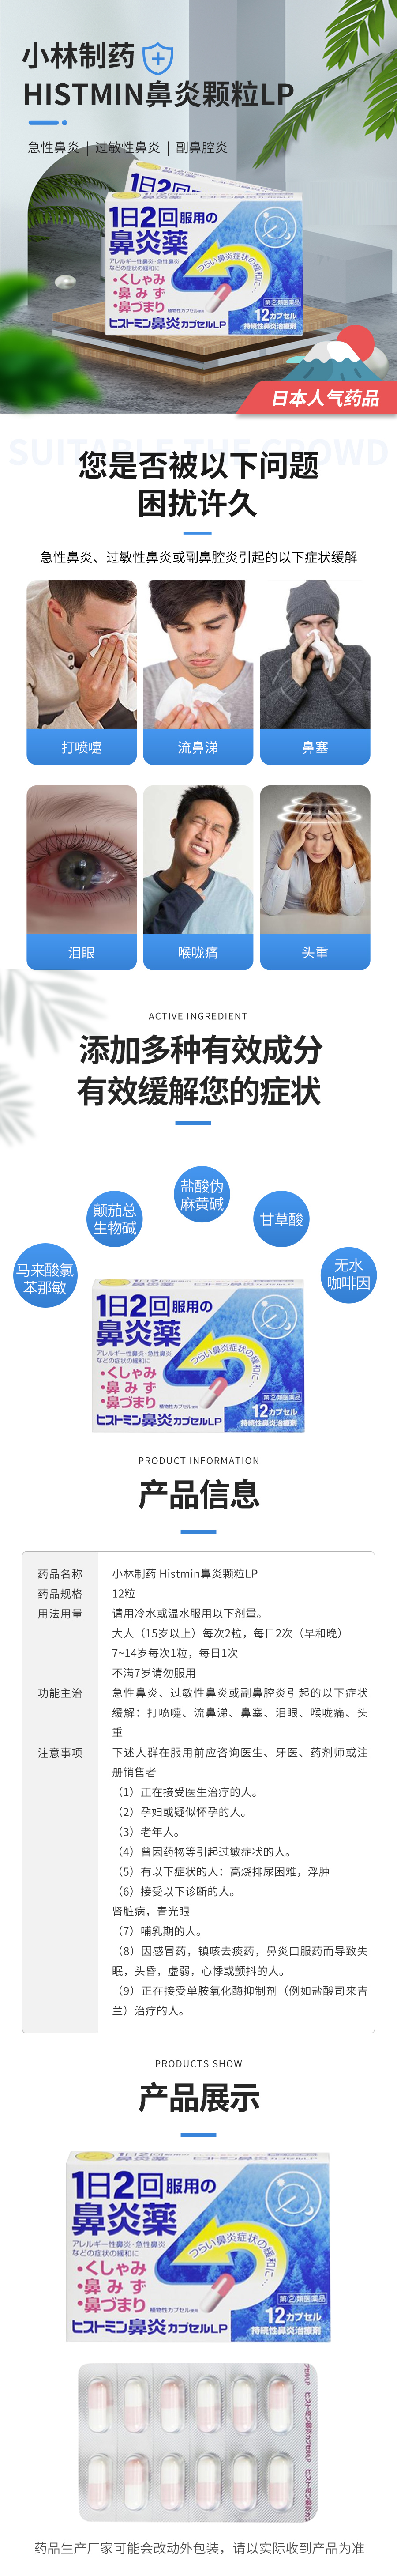 小林制药
HISTMIN鼻炎颗粒LP
急性鼻炎 | 过敏性鼻炎 | 副鼻腔炎
1日2回服用の
鼻炎薬
アレルギー性鼻炎・急性鼻炎
などの症状の緩和に
・くしゃみ
・鼻みず
・鼻づまり
つらい鼻炎症状の緩和に…
植物性カプセル使用
第②類医薬品
12カプセル
ヒストミン鼻炎カプセルLP
持続性鼻炎治療剤
日本人气药品
SUITABLE THE CROWD
您是否被以下问题
困扰许久
急性鼻炎、过敏性鼻炎或副鼻腔炎引起的以下症状缓解
打喷嚏
流鼻涕
鼻塞
泪眼
喉咙痛
头重
ACTIVE INGREDIENT
添加多种有效成分
有效缓解您的症状
盐酸伪
麻黄碱
颠茄总
生物碱
甘草酸
马来酸氯
苯那敏
无水
咖啡因
1日2回服用の
鼻炎薬
アレルギー性鼻炎・急性鼻炎
などの症状の緩和に
・くしゃみ
・鼻みず
・鼻づまり
つらい鼻炎症状の緩和に…
植物性カプセル使用
第②類医薬品
12カプセル
ヒストミン鼻炎カプセルLP
持続性鼻炎治療剤
PRODUCT INFORMATION
产品信息
药品名称 小林制药 Histmin鼻炎颗粒LP
药品规格 12粒
用法用量 请用冷水或温水服用以下剂量。
大人（15岁以上）每次2粒，每日2次（早和晚）
7~14岁每次1粒，每日1次
不满7岁请勿服用
功能主治 急性鼻炎、过敏性鼻炎或副鼻腔炎引起的以下症状
缓解：打喷嚏、流鼻涕、鼻塞、泪眼、喉咙痛、头
重
注意事项 下述人群在服用前应咨询医生、牙医、药剂师或注
册销售者
（1）正在接受医生治疗的人。
（2）孕妇或疑似怀孕的人。
（3）老年人。
（4）曾因药物等引起过敏症状的人。
（5）有以下症状的人：高烧排尿困难，浮肿
（6）接受以下诊断的人。
肾脏病，青光眼
（7）哺乳期的人。
（8）因感冒药，镇咳去痰药，鼻炎口服药而导致失
眠，头昏，虚弱，心悸或颤抖的人。
（9）正在接受单胺氧化酶抑制剂（例如盐酸司来吉
兰）治疗的人。
PRODUCTS SHOW
产品展示
1日2回服用の
鼻炎薬
アレルギー性鼻炎・急性鼻炎
などの症状の緩和に
・くしゃみ
・鼻みず
・鼻づまり
つらい鼻炎症状の緩和に…
植物性カプセル使用
第②類医薬品
12カプセル
ヒストミン鼻炎カプセルLP
持続性鼻炎治療剤
药品生产厂家可能会改动外包装，请以实际收到产品为准